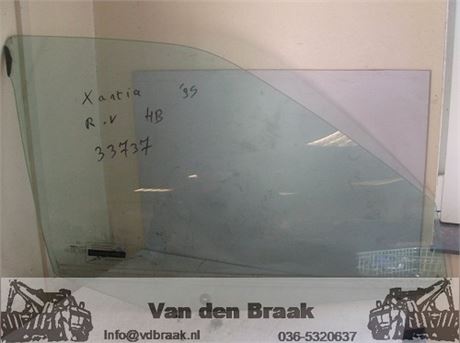 Xantia '95
R.V HB
33737
Van den Braak
Info@vdbraak.nl 036-5320637